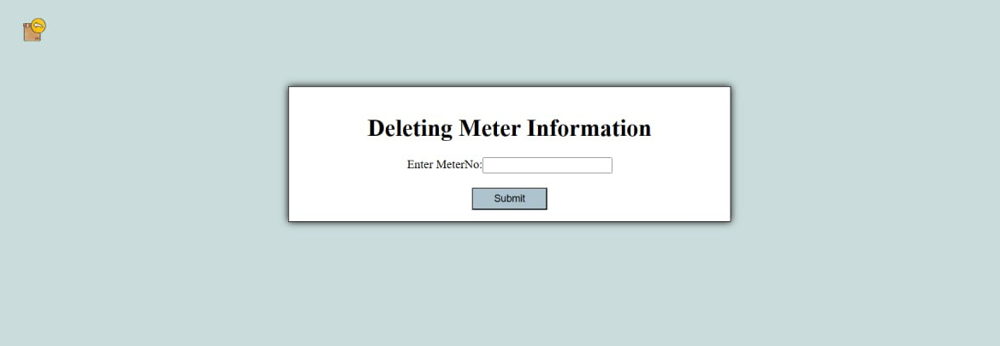 Deleting Meter Information
Enter MeterNo:
Submit